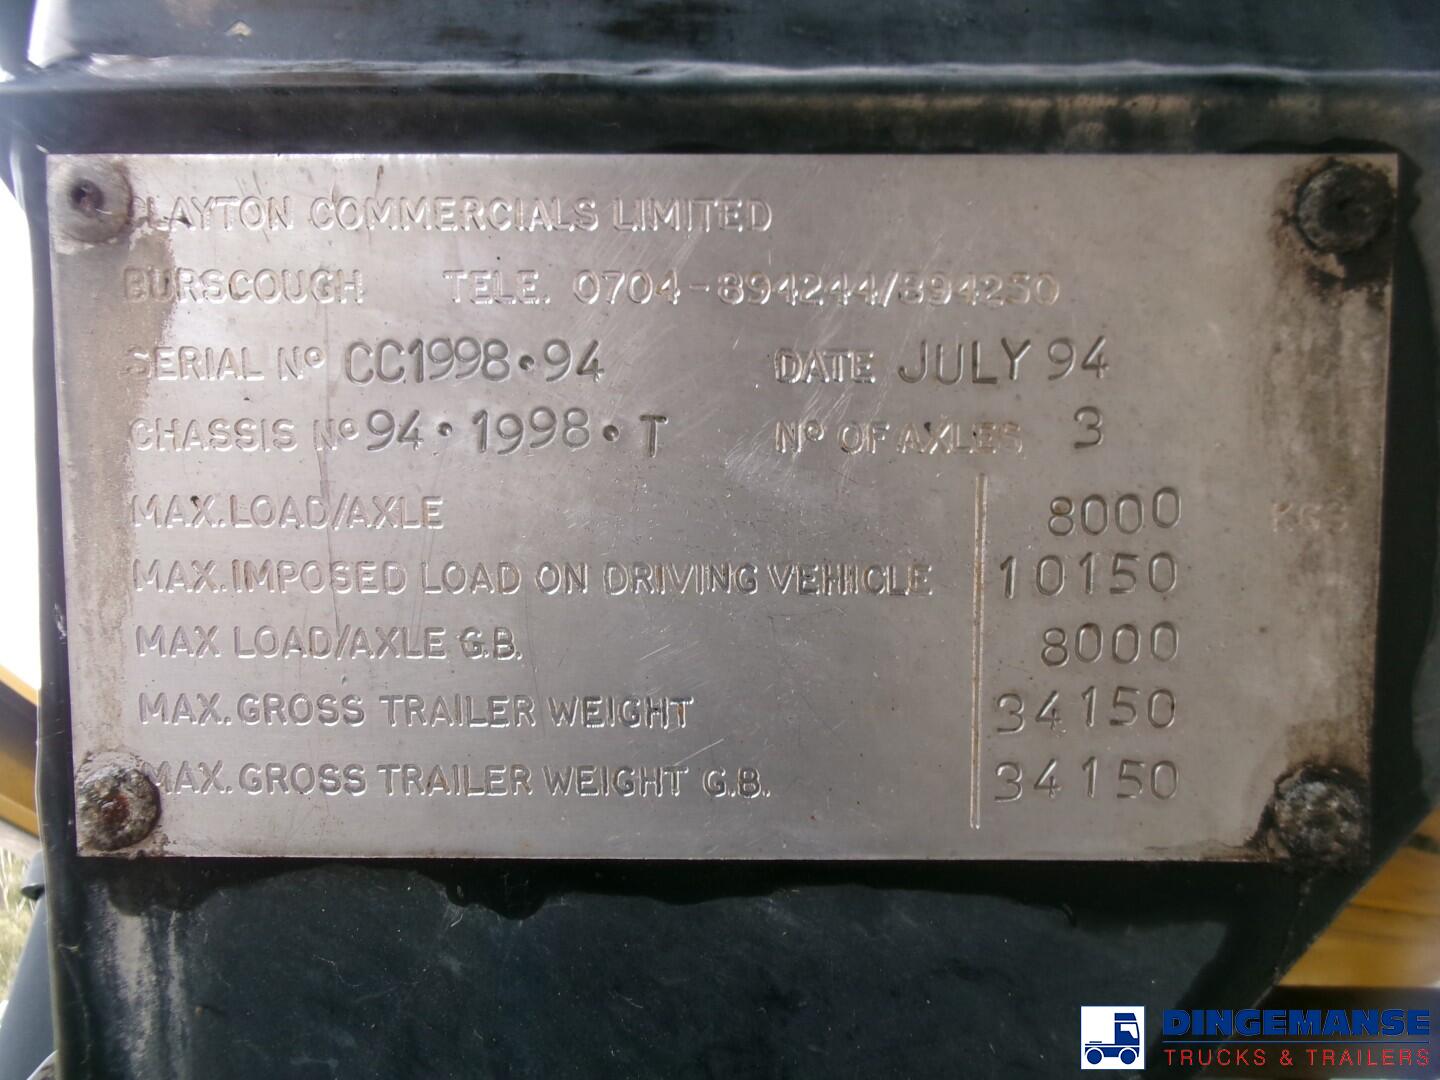 CLAYTON COMMERCIALS LIMITED
BURSCOUGH TELE. 0704-894244/894250
SERIAL Nº CC1998•94 DATE JULY 94
CHASSIS Nº 94•1998•T Nº OF AXLES 3
MAX.LOAD/AXLE 8000 KGS
MAX.IMPOSED LOAD ON DRIVING VEHICLE 10150
MAX LOAD/AXLE G.B. 8000
MAX.GROSS TRAILER WEIGHT 34150
MAX.GROSS TRAILER WEIGHT G.B. 34150
DINGEMANSE
TRUCKS & TRAILERS